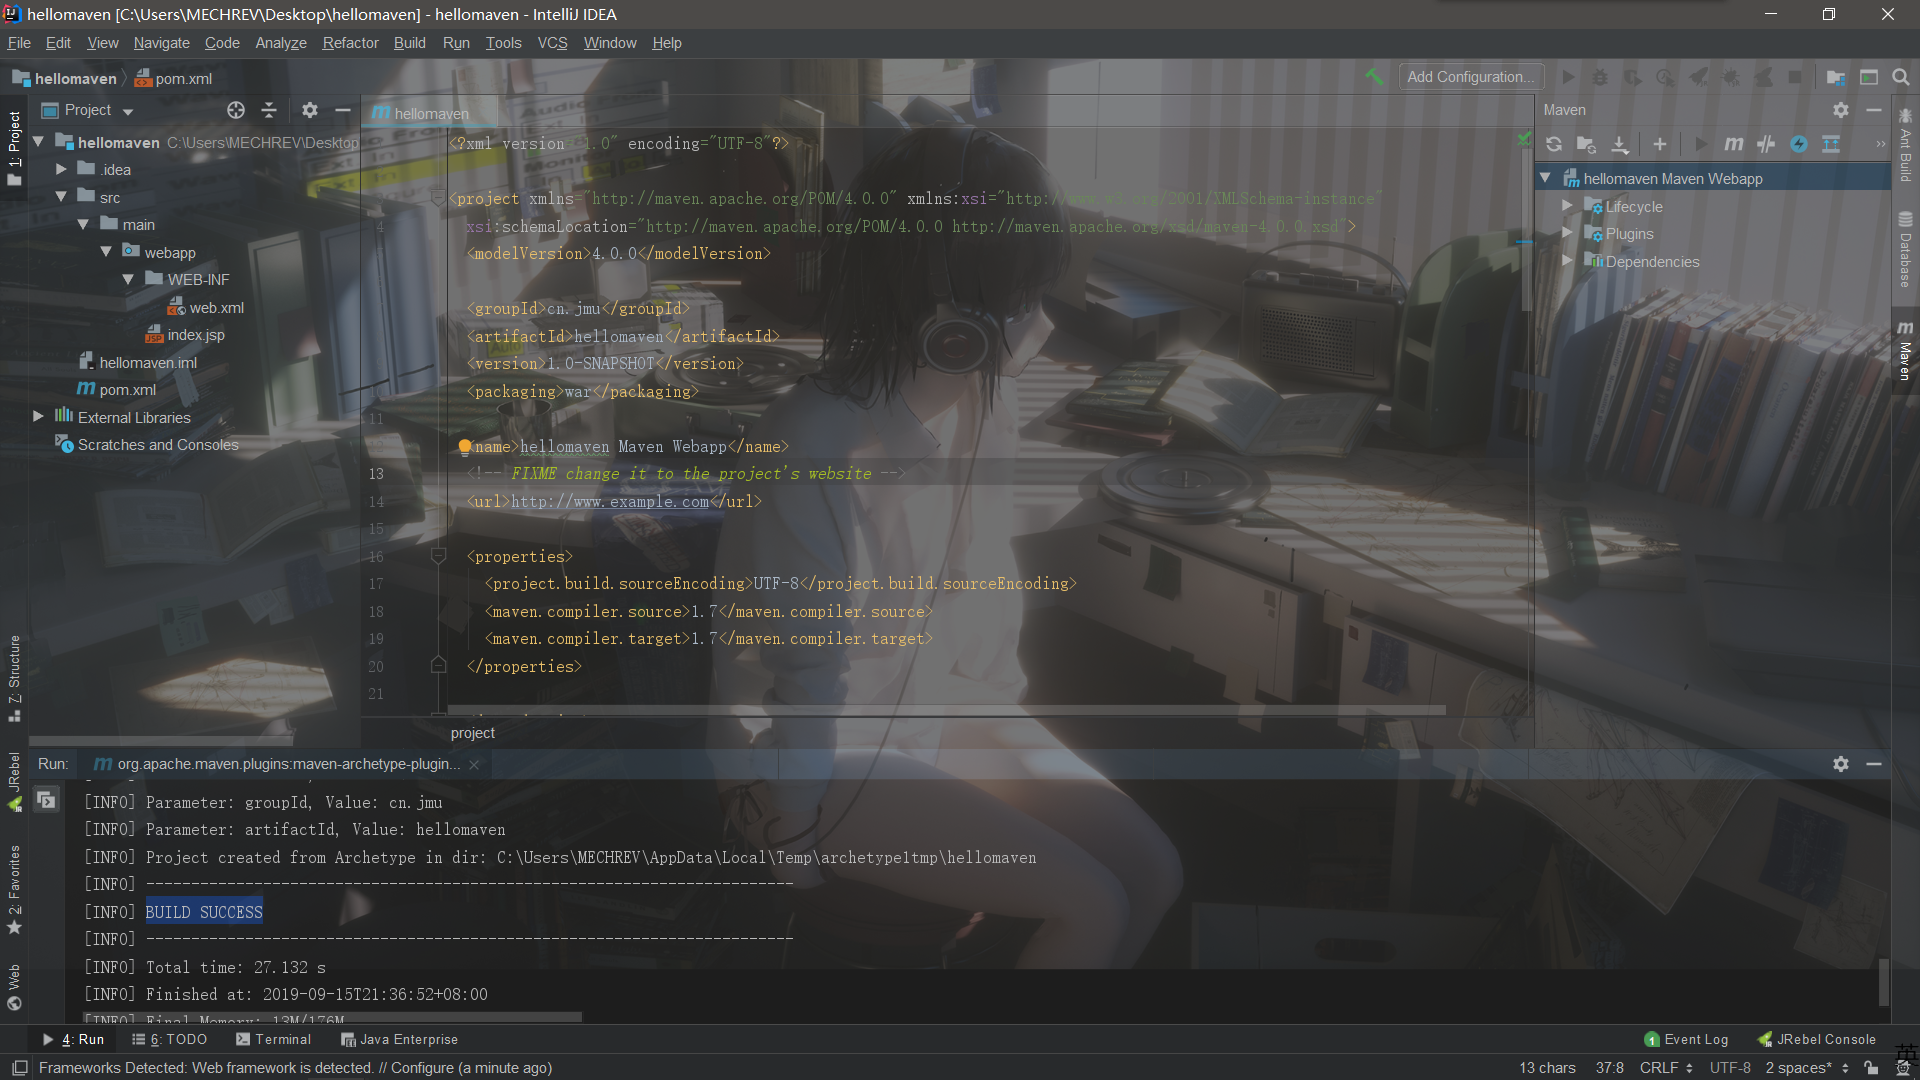 hellomaven [C:\Users\MECHREV\Desktop\hellomaven] - hellomaven - IntelliJ IDEA
File Edit View Navigate Code Analyze Refactor Build Run Tools VCS Window Help
hellomaven pom.xml
Add Configuration...
1: Project
Project
hellomaven C:\Users\MECHREV\Desktop
.idea
src
main
webapp
WEB-INF
web.xml
index.jsp
hellomaven.iml
pom.xml
External Libraries
Scratches and Consoles
hellomaven
<?xml version="1.0" encoding="UTF-8"?>
<project xmlns="http://maven.apache.org/POM/4.0.0" xmlns:xsi="http://www.w3.org/2001/XMLSchema-instance"
4 xsi:schemaLocation="http://maven.apache.org/POM/4.0.0 http://maven.apache.org/xsd/maven-4.0.0.xsd">
<modelVersion>4.0.0</modelVersion>
<groupId>cn.jmu</groupId>
<artifactId>hellomaven</artifactId>
<version>1.0-SNAPSHOT</version>
<packaging>war</packaging>
11
<name>hellomaven Maven Webapp</name>
13 <!-- FIXME change it to the project's website -->
14 <url>http://www.example.com</url>
15
16 <properties>
17 <project.build.sourceEncoding>UTF-8</project.build.sourceEncoding>
18 <maven.compiler.source>1.7</maven.compiler.source>
19 <maven.compiler.target>1.7</maven.compiler.target>
20 </properties>
21
project
Maven
hellomaven Maven Webapp
Lifecycle
Plugins
Dependencies
Ant Build
Database
Maven
7: Structure
JRebel
2: Favorites
Web
Run: org.apache.maven.plugins:maven-archetype-plugin...
[INFO] Parameter: groupId, Value: cn.jmu
[INFO] Parameter: artifactId, Value: hellomaven
[INFO] Project created from Archetype in dir: C:\Users\MECHREV\AppData\Local\Temp\archetype1tmp\hellomaven
[INFO] ------------------------------------------------------------------------
[INFO] BUILD SUCCESS
[INFO] ------------------------------------------------------------------------
[INFO] Total time: 27.132 s
[INFO] Finished at: 2019-09-15T21:36:52+08:00
[INFO] Final Memory: 13M/176M
4: Run 6: TODO Terminal Java Enterprise
1 Event Log JRebel Console
Frameworks Detected: Web framework is detected. // Configure (a minute ago)
13 chars 37:8 CRLF UTF-8 2 spaces*
英